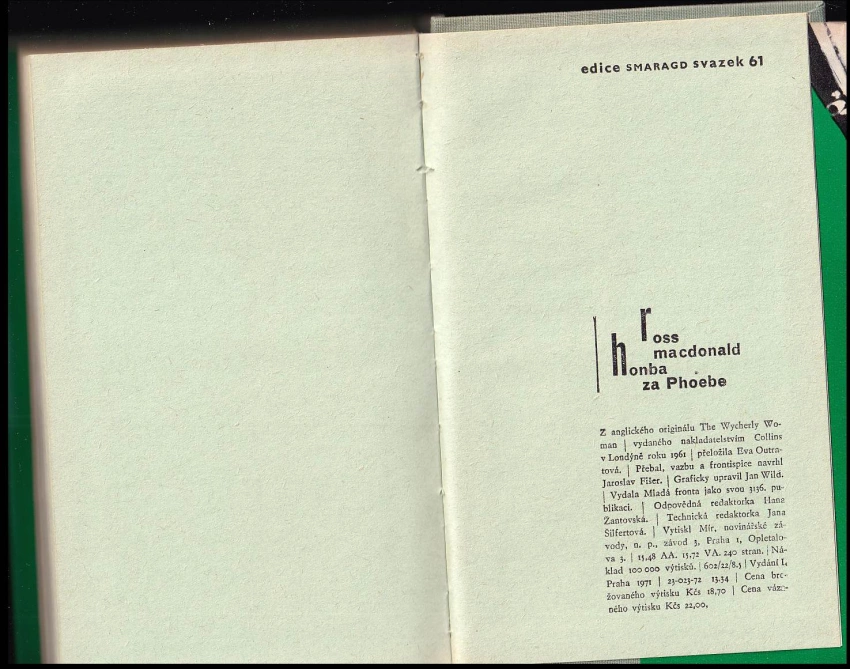 edice SMARAGD svazek 61
ross
macdonald
honba
za Phoebe
Z anglického originálu The Wycherly Wo-
man | vydaného nakladatelstvím Collins
v Londýně roku 1961 | přeložila Eva Outra-
tová. | Přebal, vazbu a frontispice navrhl
Jaroslav Fišer. | Graficky upravil Jan Wild.
| Vydala Mladá fronta jako svou 3136. pu-
blikaci. | Odpovědná redaktorka Hana
Žantovská. | Technická redaktorka Jana
Šilfertová. | Vytiskl Mír, novinářské zá-
vody, n. p., závod 3, Praha 1, Opletalo-
va 3. | 15,48 AA. 15,72 VA. 240 stran. | Ná-
klad 100 000 výtisků. | 602/22/8.5 | Vydání I,
Praha 1971 | 23-023-72 13.34 | Cena bro-
žovaného výtisku Kčs 18,70 | Cena váza-
ného výtisku Kčs 22,00.